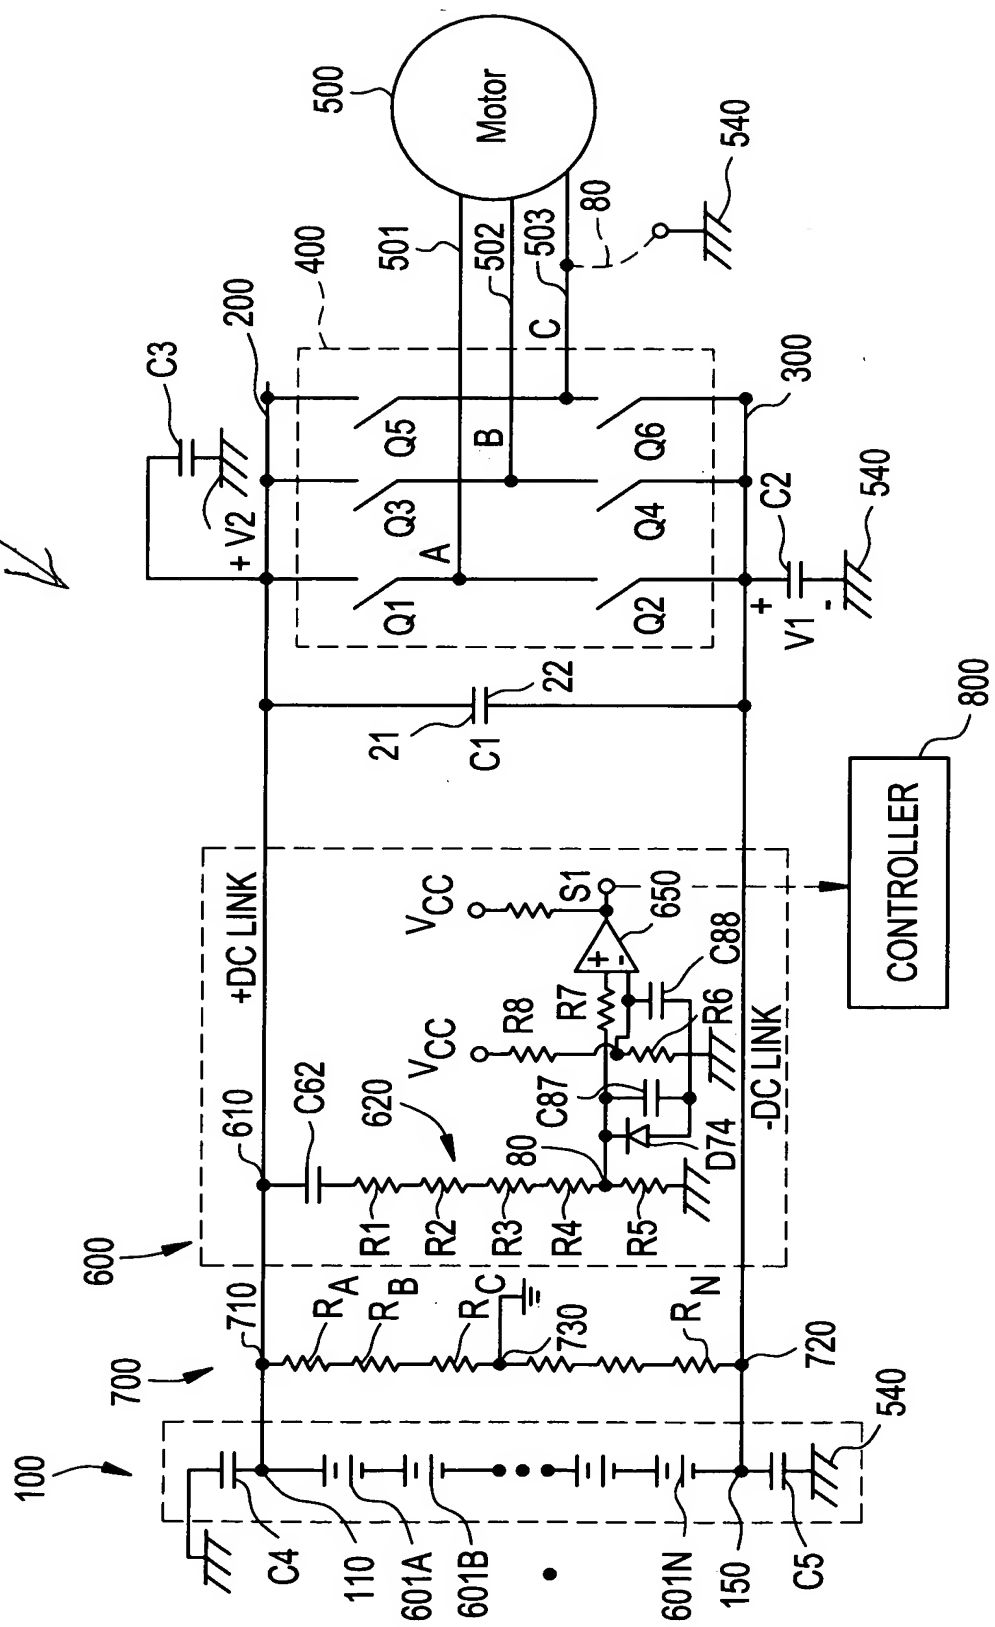 100
C4
110
601A
601B
601N
150
C5
540
700
710
RA
RB
RC
730
RN
720
600
610
+DC LINK
C62
620
R1
R2
R3
R4
R5
80
VCC
VCC
R8
R7
S1
650
C87
C88
R6
D74
-DC LINK
CONTROLLER
800
21
22
C1
C3
+ V2
200
400
Q1
Q3
Q5
A
B
C
Q2
Q4
Q6
300
+
V1
-
C2
540
501
502
503
80
540
500
Motor
+
-